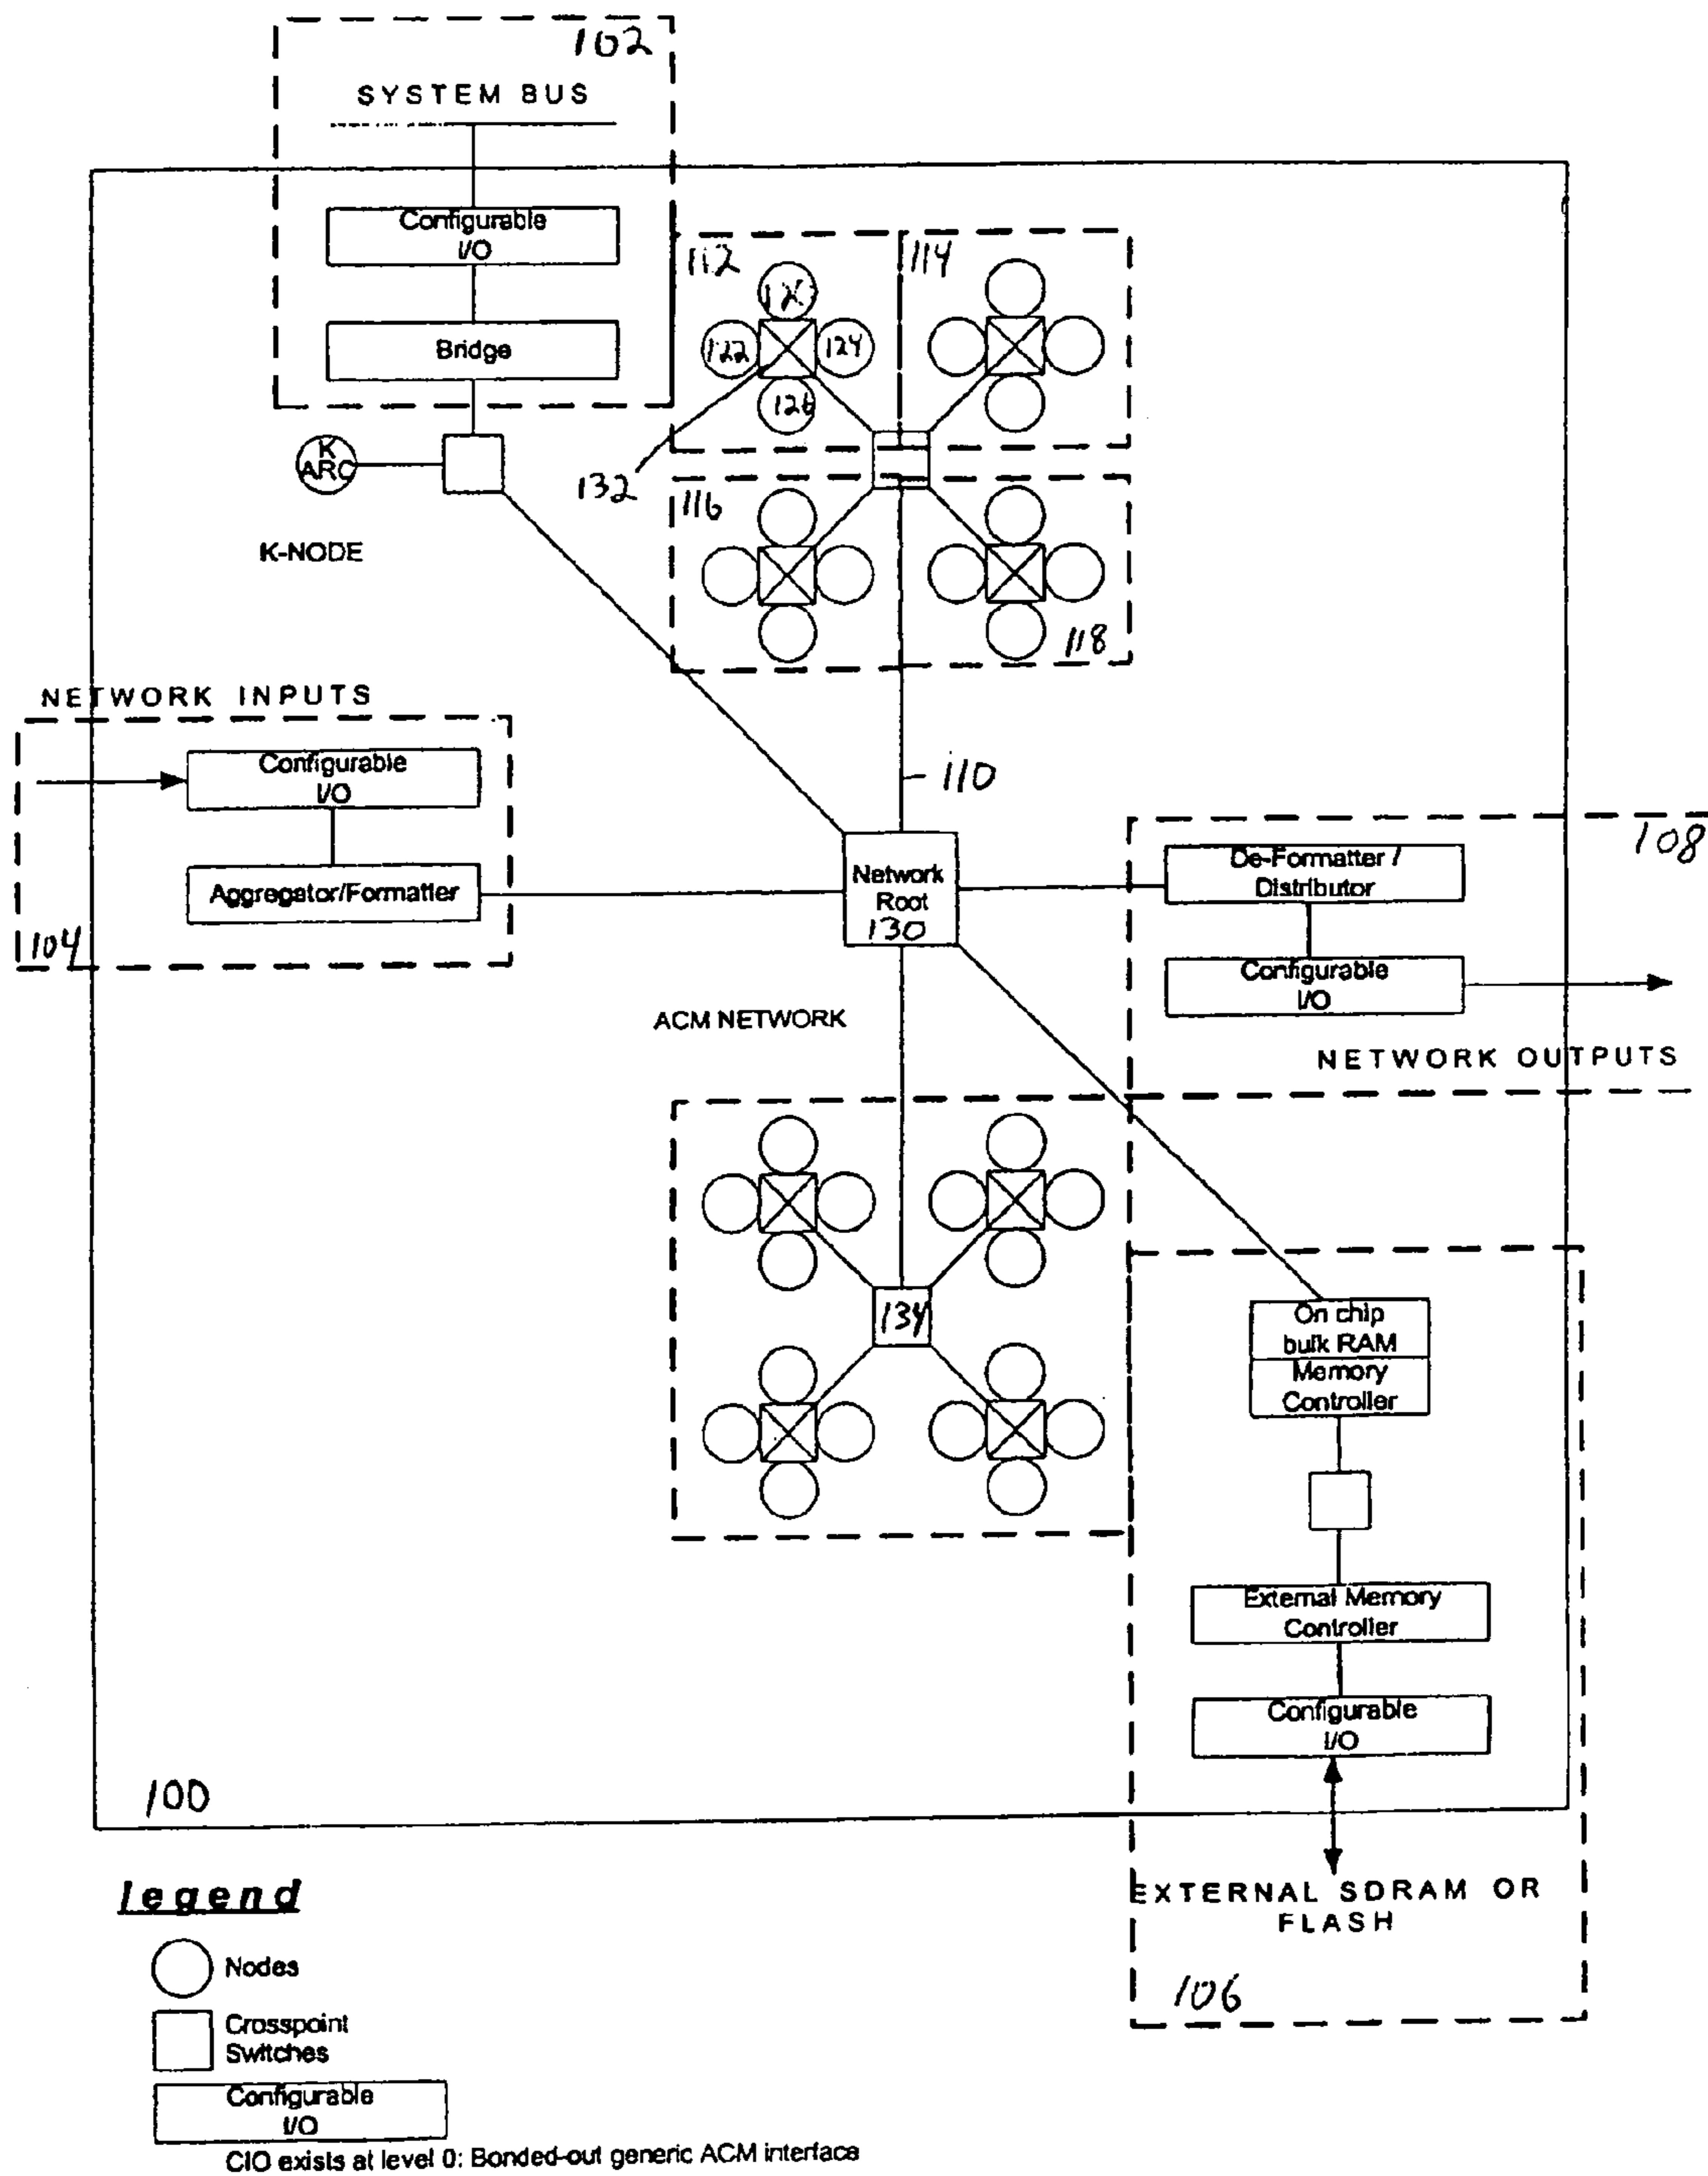 102
SYSTEM BUS
Configurable
I/O
Bridge
112
114
122
124
126
132
116
118
K
ARC
K-NODE
NETWORK INPUTS
Configurable
I/O
Aggregator/Formatter
104
110
Network
Root
130
108
De-Formatter /
Distributor
Configurable
I/O
NETWORK OUTPUTS
ACM NETWORK
134
On chip
bulk RAM
Memory
Controller
External Memory
Controller
Configurable
I/O
100
EXTERNAL SDRAM OR
FLASH
106
legend
Nodes
Crosspoint
Switches
Configurable
I/O
CIO exists at level 0: Bonded-out generic ACM interface